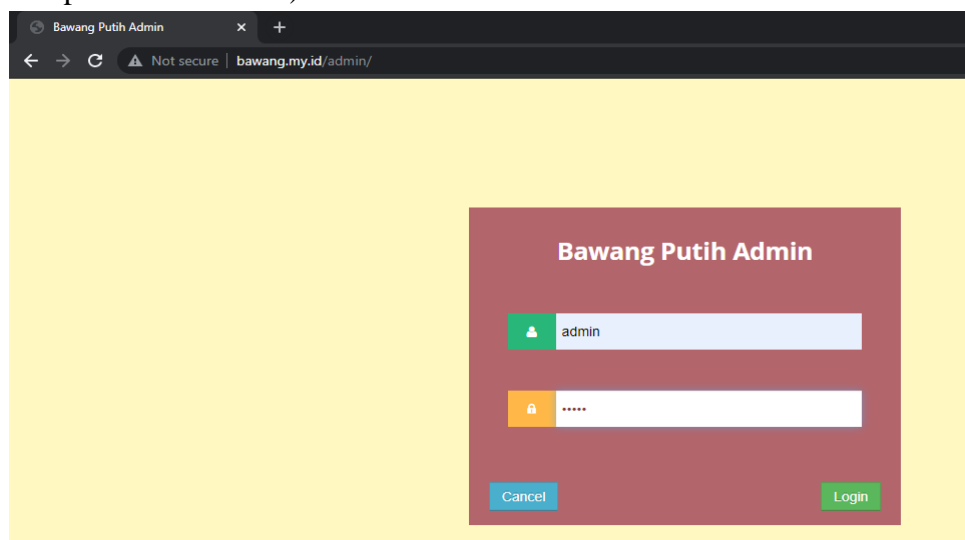 Bawang Putih Admin
Not secure | bawang.my.id/admin/
Bawang Putih Admin
admin
•••••
Cancel
Login